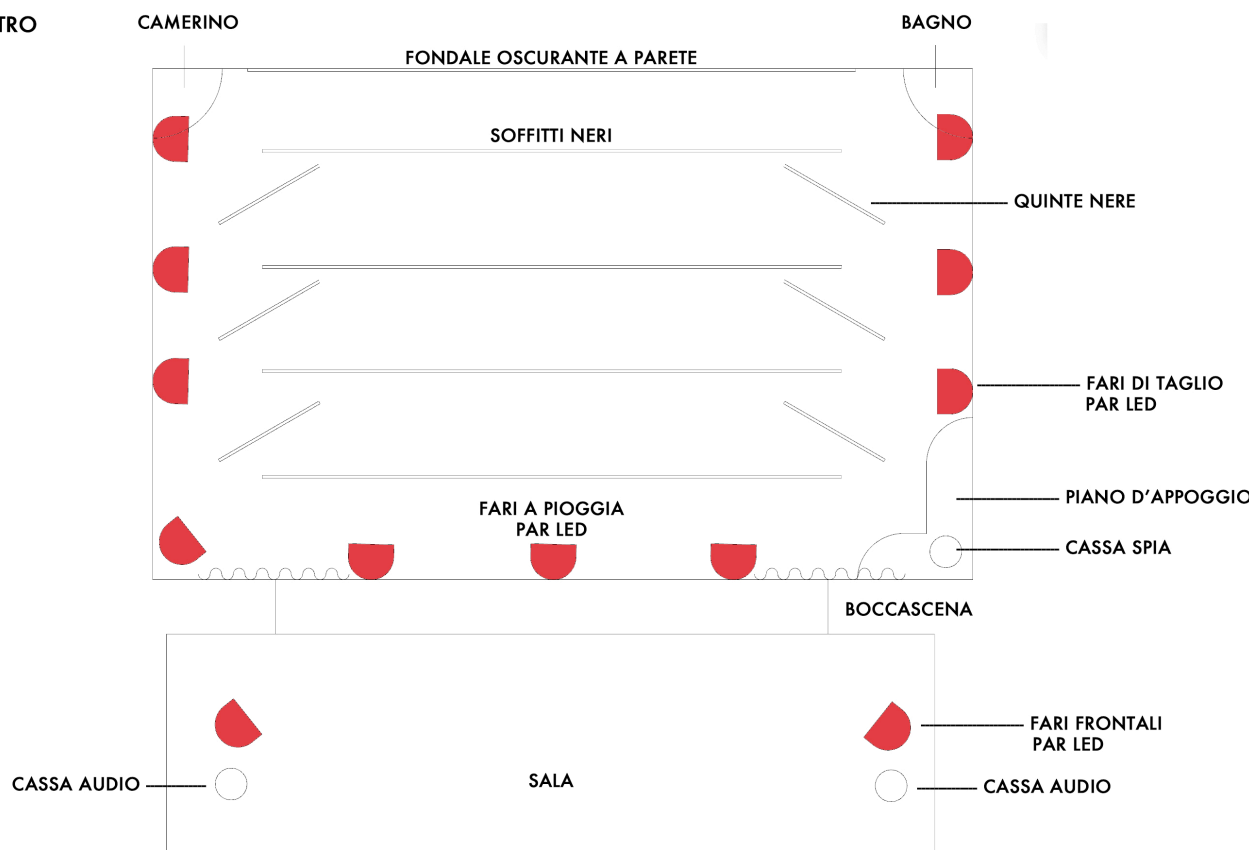 TRO
CAMERINO
BAGNO
FONDALE OSCURANTE A PARETE
SOFFITTI NERI
QUINTE NERE
FARI DI TAGLIO
PAR LED
FARI A PIOGGIA
PAR LED
PIANO D'APPOGGIO
CASSA SPIA
BOCCASCENA
FARI FRONTALI
PAR LED
CASSA AUDIO
SALA
CASSA AUDIO